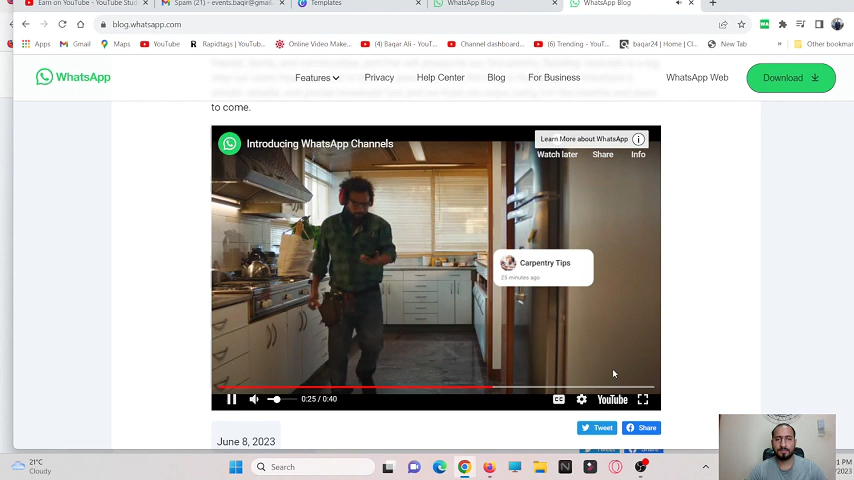 Earn on YouTube - YouTube Stud
Spam (21) - events.baqir@gmail.
Templates
WhatsApp Blog
WhatsApp Blog
blog.whatsapp.com
Apps
Gmail
Maps
YouTube
Rapidtags | YouTub...
Online Video Maker...
(4) Baqar Ali - YouT...
Channel dashboard...
(6) Trending - YouT...
baqar24 | Home | Cl...
New Tab
Other bookmar
WhatsApp
Features
Privacy
Help Center
Blog
For Business
WhatsApp Web
Download
to come.
Introducing WhatsApp Channels
Learn More about WhatsApp
Watch later
Share
Info
Carpentry Tips
25 minutes ago
0:25 / 0:40
CC
YouTube
Tweet
Share
June 8, 2023
21°C
Cloudy
Search